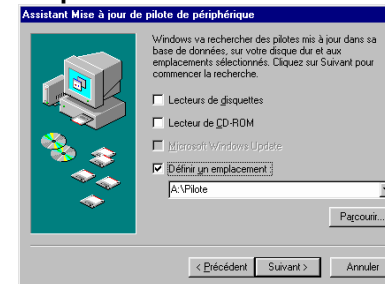 Assistant Mise à jour de pilote de périphérique
Windows va rechercher des pilotes mis à jour dans sa
base de données, sur votre disque dur et aux
emplacements sélectionnés. Cliquez sur Suivant pour
commencer la recherche.
Lecteurs de disquettes
Lecteur de CD-ROM
Microsoft Windows Update
Définir un emplacement :
A:\Pilote
Parcourir...
< Précédent Suivant > Annuler